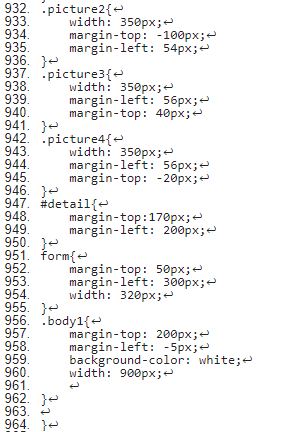 932. .picture2{↩
933. width: 350px;↩
934. margin-top: -100px;↩
935. margin-left: 54px;↩
936. }↩
937. .picture3{↩
938. width: 350px;↩
939. margin-left: 56px;↩
940. margin-top: 40px;↩
941. }↩
942. .picture4{↩
943. width: 350px;↩
944. margin-left: 56px;↩
945. margin-top: -20px;↩
946. }↩
947. #detail{↩
948. margin-top:170px;↩
949. margin-left: 200px;↩
950. }↩
951. form{↩
952. margin-top: 50px;↩
953. margin-left: 300px;↩
954. width: 320px;↩
955. }↩
956. .body1{↩
957. margin-top: 200px;↩
958. margin-left: -5px;↩
959. background-color: white;↩
960. width: 900px;↩
961. ↩
962. }↩
963. ↩
964. }↩